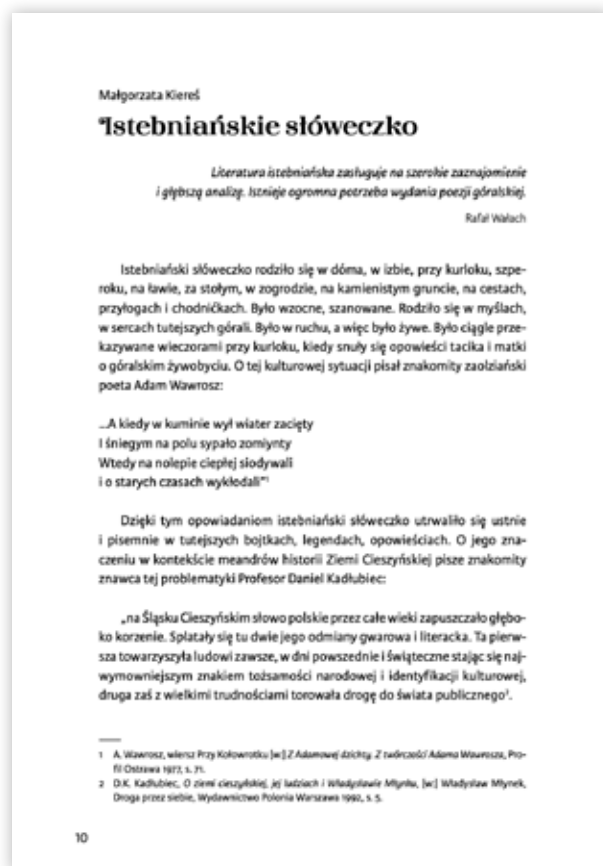 Małgorzata Kiereś
Istebniańskie słóweczko
Literatura istebniańska zasługuje na szerokie zaznajomienie
i głębszą analizę. Istnieje ogromna potrzeba wydania poezji góralskiej.
Rafał Wałach
Istebniański słóweczko rodziło się w dóma, w izbie, przy kurloku, szpe-
roku, na ławie, za stołym, w zogrodzie, na kamienistym gruncie, na cestach,
przyłogach i chodnićkach. Było wzocne, szanowane. Rodziło się w myślach,
w sercach tutejszych górali. Było w ruchu, a więc było żywe. Było ciągle prze-
kazywane wieczorami przy kurloku, kiedy snuły się opowieści tacika i matki
o góralskim żywobyciu. O tej kulturowej sytuacji pisał znakomity zaolziański
poeta Adam Wawrosz:
...A kiedy w kuminie wył wiater zacięty
I śniegym na polu sypało zomiynty
Wtedy na nolepie ciepłej siodywali
i o starych czasach wykłodali”¹
Dzięki tym opowiadaniom istebniański słóweczko utrwaliło się ustnie
i pisemnie w tutejszych bojtkach, legendach, opowieściach. O jego zna-
czeniu w kontekście meandrów historii Ziemi Cieszyńskiej pisze znakomity
znawca tej problematyki Profesor Daniel Kadłubiec:
„na Śląsku Cieszyńskim słowo polskie przez całe wieki zapuszczało głębo-
ko korzenie. Splatały się tu dwie jego odmiany gwarowa i literacka. Ta pierw-
sza towarzyszyła ludowi zawsze, w dni powszednie i świąteczne stając się naj-
wymowniejszym znakiem tożsamości narodowej i identyfikacji kulturowej,
druga zaś z wielkimi trudnościami torowała drogę do świata publicznego².
1 A. Wawrosz, wiersz Przy Kołowrotku [w:] Z Adamowej dzichty. Z twórczości Adama Wawrosza, Pro-
fil Ostrawa 1977, s. 71.
2 D.K. Kadłubiec, O ziemi cieszyńskiej, jej ludziach i Władysławie Młynku, [w:] Władysław Młynek,
Droga przez siebie, Wydawnictwo Polonia Warszawa 1992, s. 5.
10